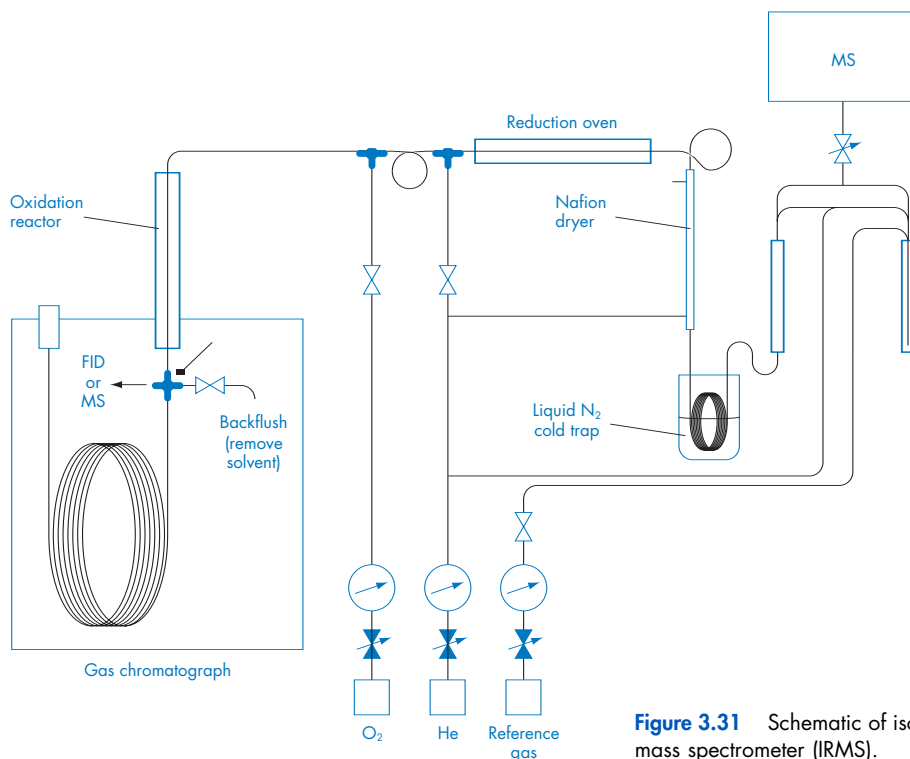 MS
Reduction oven
Oxidation
reactor
Nafion
dryer
FID
or
MS
Backflush
(remove
solvent)
Liquid N₂
cold trap
Gas chromatograph
O₂
He
Reference
gas
Figure 3.31 Schematic of iso
mass spectrometer (IRMS).